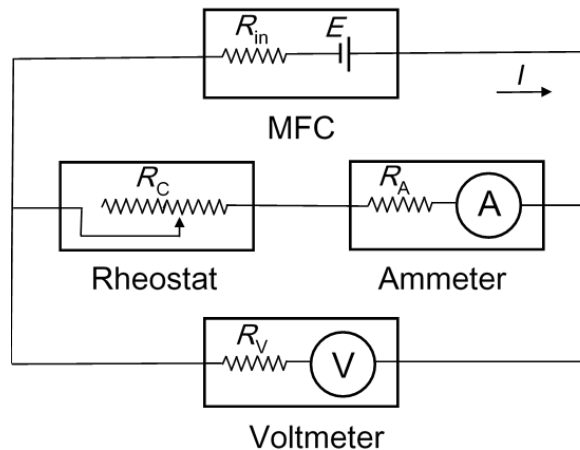 R_in E
I
MFC
R_C R_A
A
Rheostat Ammeter
R_V
V
Voltmeter